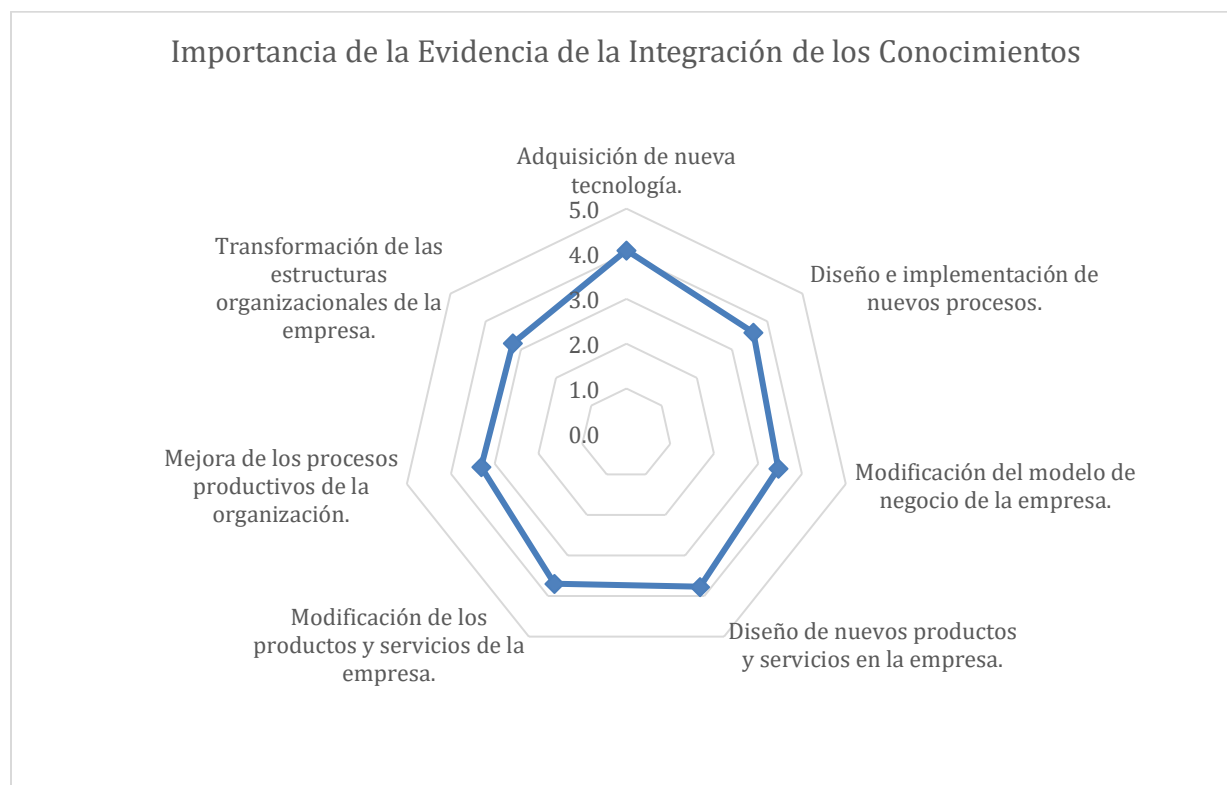 Importancia de la Evidencia de la Integración de los Conocimientos
Adquisición de nueva
tecnología.
5.0
4.0
3.0
2.0
1.0
0.0
Diseño e implementación de
nuevos procesos.
Modificación del modelo de
negocio de la empresa.
Diseño de nuevos productos
y servicios en la empresa.
Modificación de los
productos y servicios de la
empresa.
Mejora de los procesos
productivos de la
organización.
Transformación de las
estructuras
organizacionales de la
empresa.